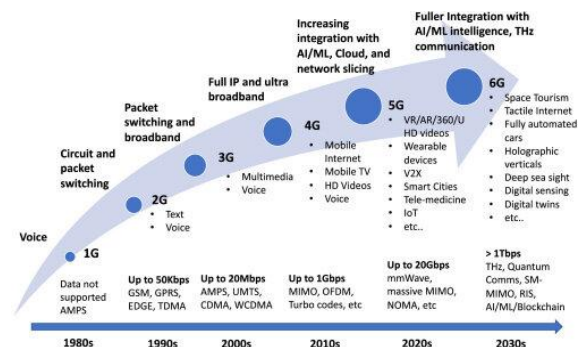 Fuller Integration with
AI/ML intelligence, THz
communication
Increasing
integration with
AI/ML, Cloud, and
network slicing
Full IP and ultra
broadband
Packet
switching and
broadband
Circuit and
packet
switching
Voice
1G
2G
• Text
• Voice
3G
• Multimedia
• Voice
4G
• Mobile
Internet
• Mobile TV
• HD Videos
• Voice
5G
• VR/AR/360/U
HD videos
• Wearable
devices
• V2X
• Smart Cities
• Tele-medicine
• IoT
• etc..
6G
• Space Tourism
• Tactile Internet
• Fully automated
cars
• Holographic
verticals
• Deep sea sight
• Digital sensing
• Digital twins
• etc..
Data not
supported
AMPS
Up to 50Kbps
GSM, GPRS,
EDGE, TDMA
Up to 20Mbps
AMPS, UMTS,
CDMA, WCDMA
Up to 1Gbps
MIMO, OFDM,
Turbo codes, etc
Up to 20Gbps
mmWave,
massive MIMO,
NOMA, etc
> 1Tbps
THz, Quantum
Comms, SM-
MIMO, RIS,
AI/ML/Blockchain
1980s
1990s
2000s
2010s
2020s
2030s